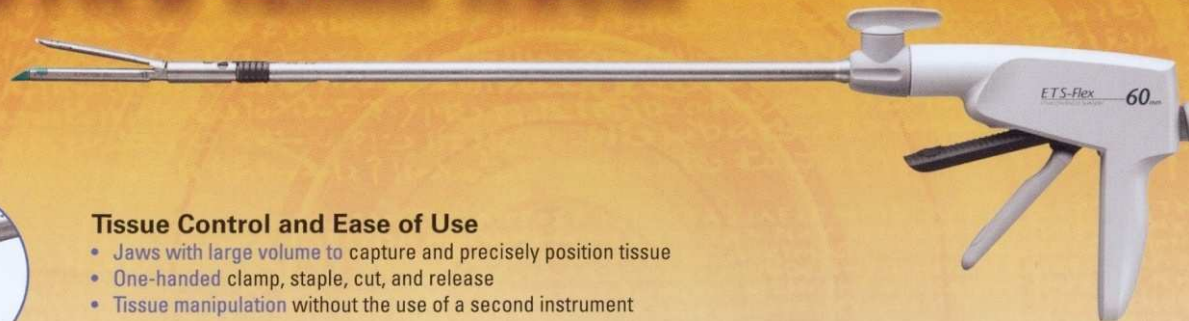 ETS-Flex 60mm
Tissue Control and Ease of Use
• Jaws with large volume to capture and precisely position tissue
• One-handed clamp, staple, cut, and release
• Tissue manipulation without the use of a second instrument